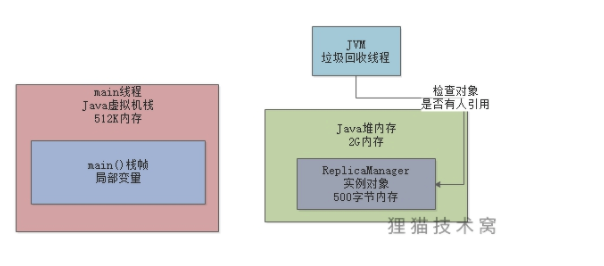 JVM
垃圾回收线程
main线程
Java虚拟机栈
512K内存
检查对象
是否有人引用
Java堆内存
2G内存
main()栈帧
局部变量
ReplicaManager
实例对象
500字节内存
狸猫技术窝